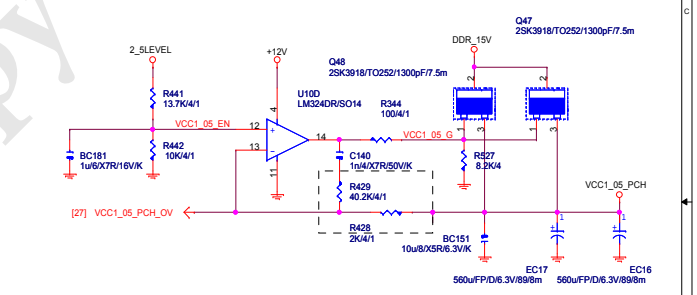 C
Q47
2SK3918/TO252/1300pF/7.5m
DDR_15V
2_5LEVEL
+12V
Q48
2SK3918/TO252/1300pF/7.5m
2
2
R441
13.7K/4/1
U10D
LM324DR/SO14
4
R344
100/4/1
1
3
1
3
VCC1_05_EN
12
+
14
VCC1_05_G
13
-
BC181
1u/6/X7R/16V/K
R442
10K/4/1
11
C140
1n/4/X7R/50V/K
R527
8.2K/4
R429
40.2K/4/1
VCC1_05_PCH
[27] VCC1_05_PCH_OV
1
1
+
+
R428
2K/4/1
BC151
10u/8/X5R/6.3V/K
EC17
560u/FP/D/6.3V/89/8m
EC16
560u/FP/D/6.3V/89/8m